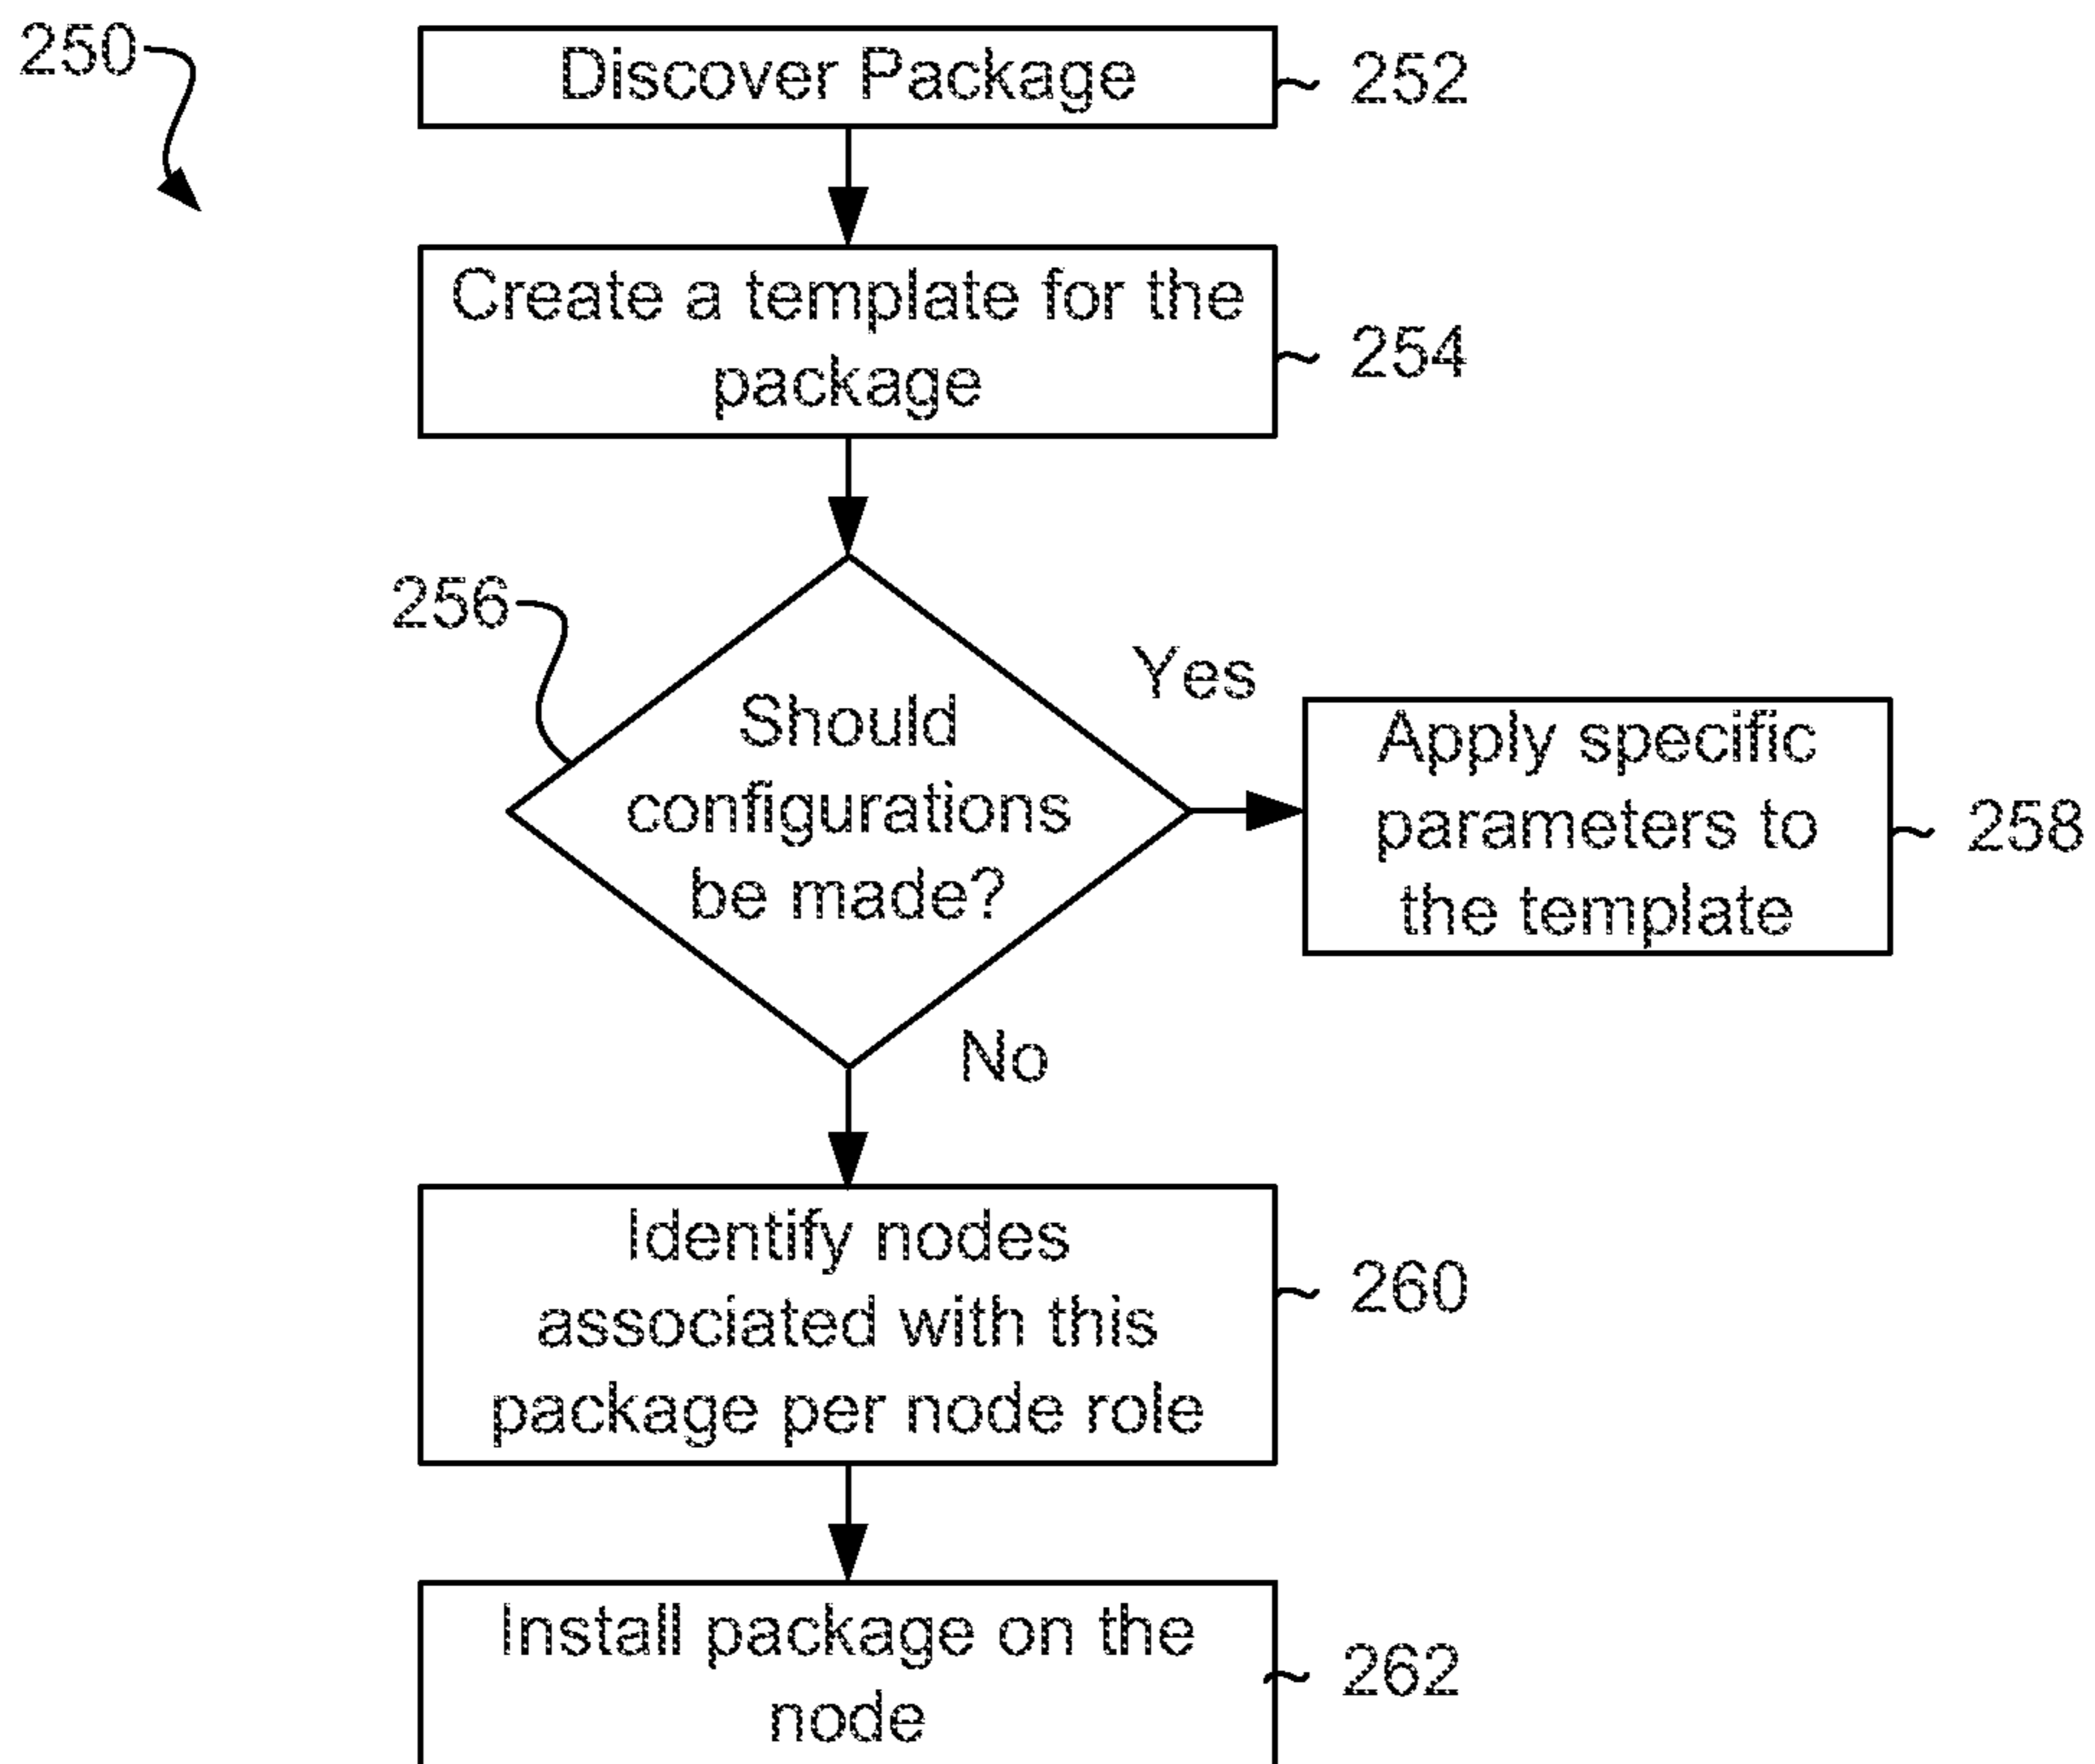 250
Discover Package
252
Create a template for the
package
254
256
Should
configurations
be made?
Yes
Apply specific
parameters to
the template
258
No
Identify nodes
associated with this
package per node role
260
Install package on the
node
262